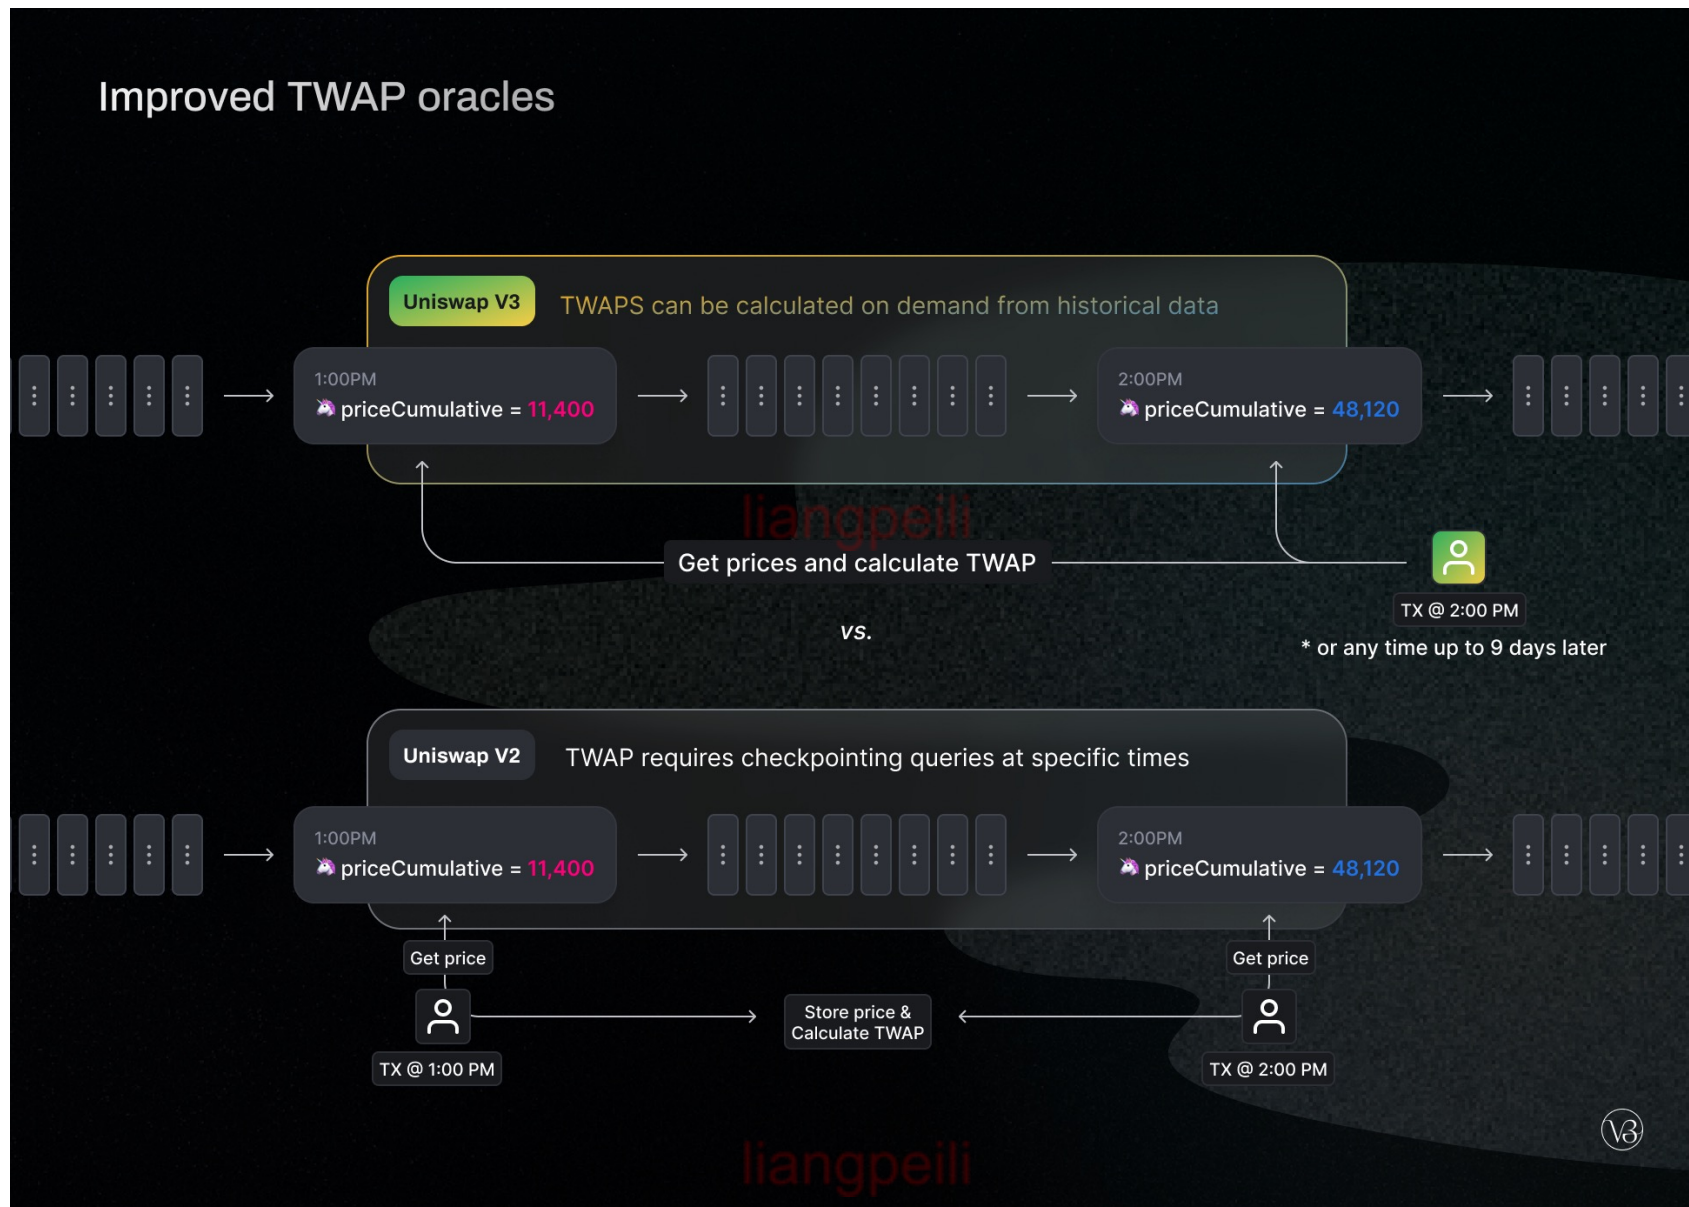 Improved TWAP oracles
Uniswap V3
TWAPS can be calculated on demand from historical data
1:00PM
priceCumulative = 11,400
2:00PM
priceCumulative = 48,120
liangpeili
Get prices and calculate TWAP
TX @ 2:00 PM
* or any time up to 9 days later
vs.
Uniswap V2
TWAP requires checkpointing queries at specific times
1:00PM
priceCumulative = 11,400
2:00PM
priceCumulative = 48,120
Get price
Get price
Store price &
Calculate TWAP
TX @ 1:00 PM
TX @ 2:00 PM
V3
liangpeili